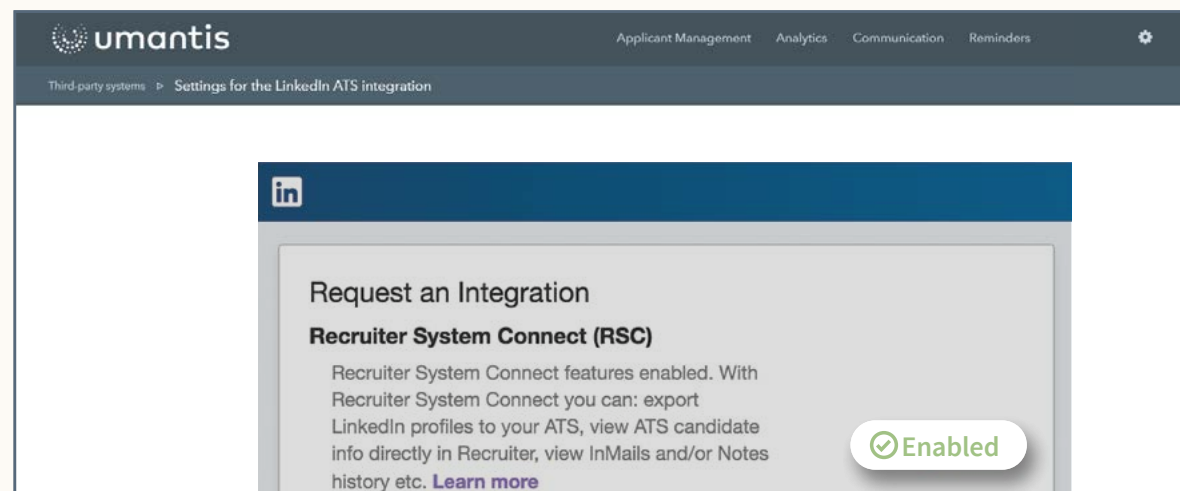 umantis
Applicant Management Analytics Communication Reminders
Third-party systems ▹ Settings for the LinkedIn ATS integration
in
Request an Integration
Recruiter System Connect (RSC)
Recruiter System Connect features enabled. With
Recruiter System Connect you can: export
LinkedIn profiles to your ATS, view ATS candidate
info directly in Recruiter, view InMails and/or Notes
history etc. Learn more
Enabled